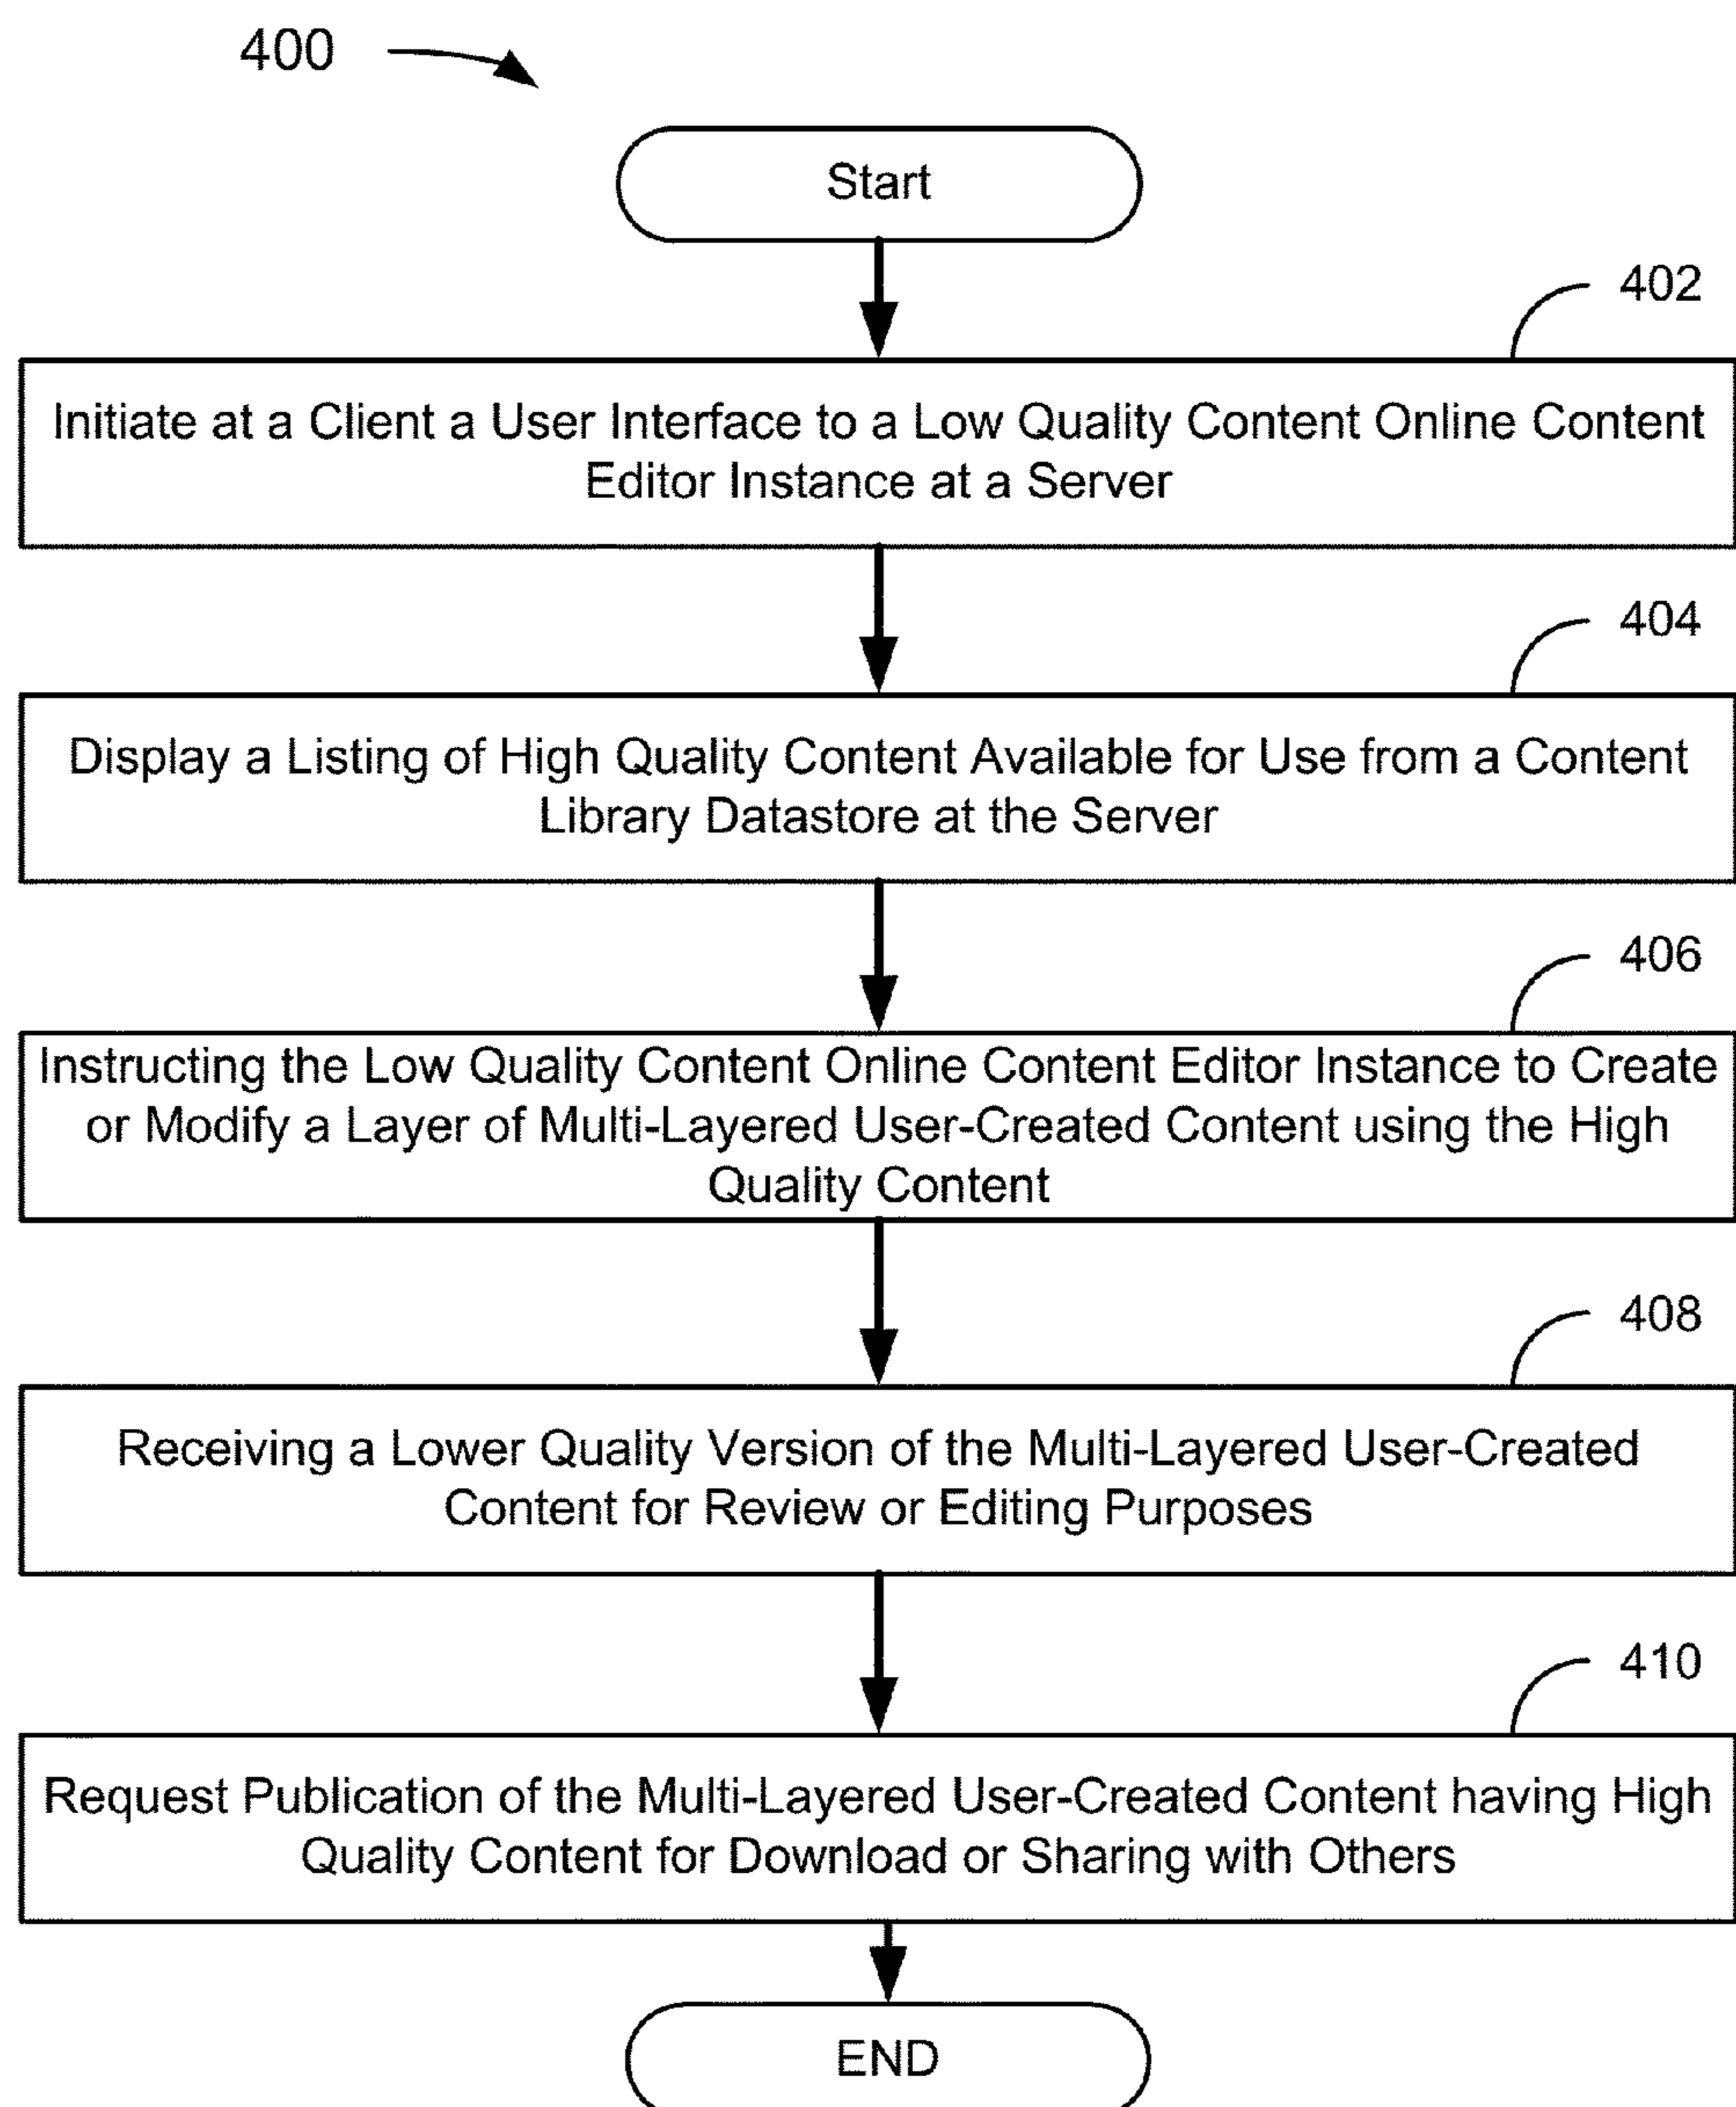 400
Start
402
Initiate at a Client a User Interface to a Low Quality Content Online Content
Editor Instance at a Server
404
Display a Listing of High Quality Content Available for Use from a Content
Library Datastore at the Server
406
Instructing the Low Quality Content Online Content Editor Instance to Create
or Modify a Layer of Multi-Layered User-Created Content using the High
Quality Content
408
Receiving a Lower Quality Version of the Multi-Layered User-Created
Content for Review or Editing Purposes
410
Request Publication of the Multi-Layered User-Created Content having High
Quality Content for Download or Sharing with Others
END